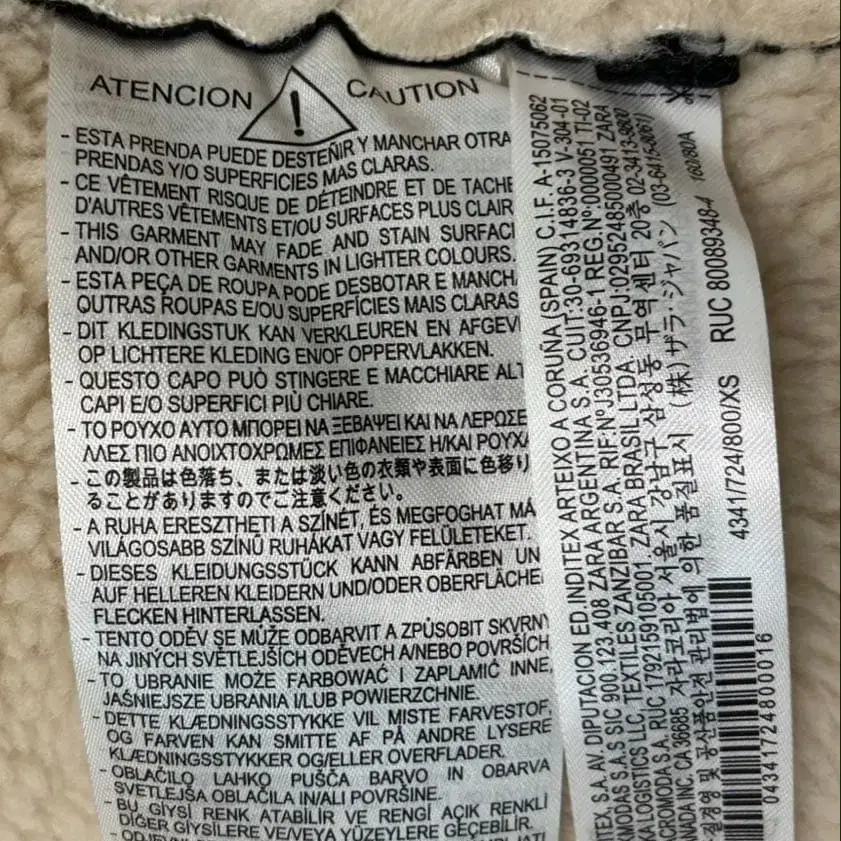 ATENCION ! CAUTION
- ESTA PRENDA PUEDE DESTEÑIR Y MANCHAR OTRA
PRENDAS Y/O SUPERFICIES MAS CLARAS.
- CE VÊTEMENT RISQUE DE DÉTEINDRE ET DE TACHE
D'AUTRES VÊTEMENTS ET/OU SURFACES PLUS CLAIR
- THIS GARMENT MAY FADE AND STAIN SURFACE
AND/OR OTHER GARMENTS IN LIGHTER COLOURS.
- ESTA PEÇA DE ROUPA PODE DESBOTAR E MANCH
OUTRAS ROUPAS E/OU SUPERFÍCIES MAIS CLARAS
- DIT KLEDINGSTUK KAN VERKLEUREN EN AFGEV
OP LICHTERE KLEDING EN/OF OPPERVLAKKEN.
- QUESTO CAPO PUÒ STINGERE E MACCHIARE ALT
CAPI E/O SUPERFICI PIÙ CHIARE.
- ΤΟ ΡΟΥΧΟ ΑΥΤΟ ΜΠΟΡΕΙ ΝΑ ΞΕΒΑΨΕΙ ΚΑΙ ΝΑ ΛΕΡΩΣΕ
ΛΛΕΣ ΠΙΟ ΑΝΟΙΧΤΟΧΡΩΜΕΣ ΕΠΙΦΑΝΕΙΕΣ Η/ΚΑΙ ΡΟΥΧΑ
- この製品は色落ち、または淡い色の衣類や表面に色移り
ることがありますのでご注意ください。
- A RUHA ERESZTHETI A SZÍNÉT, ÉS MEGFOGHAT MÁ
VILÁGOSABB SZÍNŰ RUHÁKAT VAGY FELÜLETEKET.
- DIESES KLEIDUNGSSTÜCK KANN ABFÄRBEN UN
AUF HELLEREN KLEIDERN UND/ODER OBERFLÄCHE
FLECKEN HINTERLASSEN.
- TENTO ODĚV SE MŮŽE ODBARVIT A ZPŮSOBIT SKVRNY
NA JINÝCH SVĚTLEJŠÍCH ODĚVECH A/NEBO POVRŠÍCH
- TO UBRANIE MOŻE FARBOWAĆ I ZAPLAMIĆ INNE,
JAŚNIEJSZE UBRANIA I/LUB POWIERZCHNIE.
- DETTE KLÆDNINGSSTYKKE VIL MISTE FARVESTOF,
OG FARVEN KAN SMITTE AF PÅ ANDRE LYSERE
KLÆDNINGSSTYKKER OG/ELLER OVERFLADER.
- OBLAČILO LAHKO PUŠČA BARVO IN OBARVA
SVETLEJŠA OBLAČILA IN/ALI POVRŠINE.
- BU GİYSİ RENK ATABİLİR VE RENGİ AÇIK RENKLİ
DİĞER GİYSİLERE VE/VEYA YÜZEYLERE GEÇEBİLİR.
INDITEX, S.A. AV. DIPUTACION ED.INDITEX ARTEIXO A CORUÑA (SPAIN) C.I.F. A-15075062
XMODAS S.A.S SIC 900.123.408 ZARA ARGENTINA S.A. CUIT:30-69314836-3 V-304-01
KA LOGISTICS LLC, TEXTILES ZANZIBAR S.A. RIF:NºJ30536946-1 REG.Nº:0000051 TI-02
ACROMODA S.A. RUC 1792159105001, ZARA BRASIL LTDA. CNPJ:02952485000491 ZARA
ANADA INC. CA 36685 자라코리아 서울시 강남구 삼성동 무역센터 20층 02-3413-9800
질경영 및 공산품안전관리법에 의한 품질표시 (株)ザラ・ジャパン (03-6415-8061)
RUC 80089348-4 160/80A
4341/724/800/XS
04341724800016